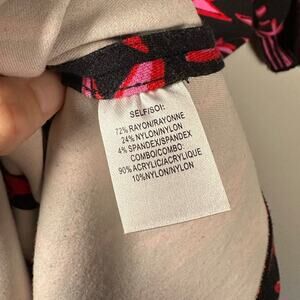 SELF/SOI:
72% RAYON/RAYONNE
24% NYLON/NYLON
4% SPANDEX/SPANDEX
COMBO/COMBO:
90% ACRYLIC/ACRYLIQUE
10%NYLON/NYLON